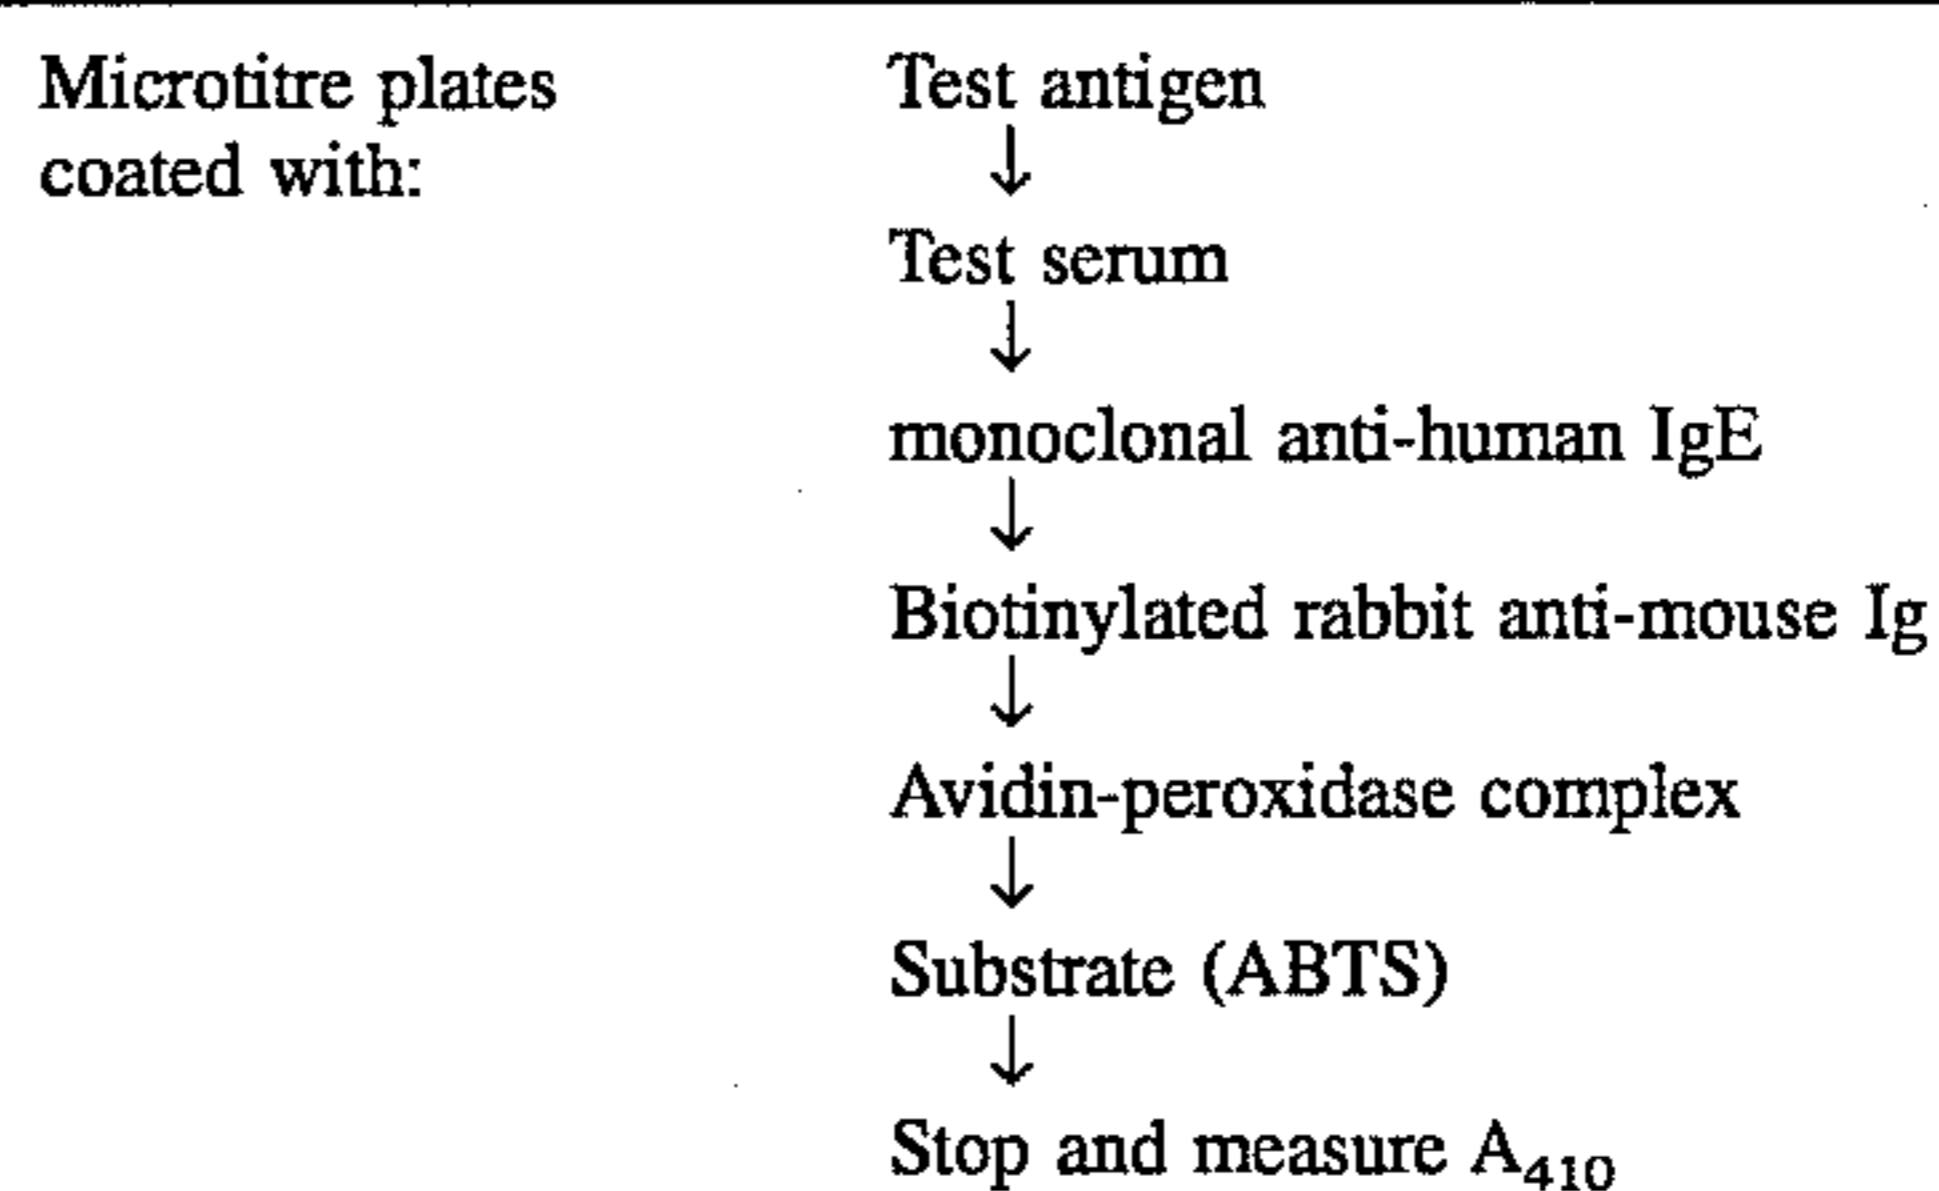 Microtitre plates
coated with:
Test antigen
Test serum
monoclonal anti-human IgE
Biotinylated rabbit anti-mouse Ig
Avidin-peroxidase complex
Substrate (ABTS)
Stop and measure A₄₁₀